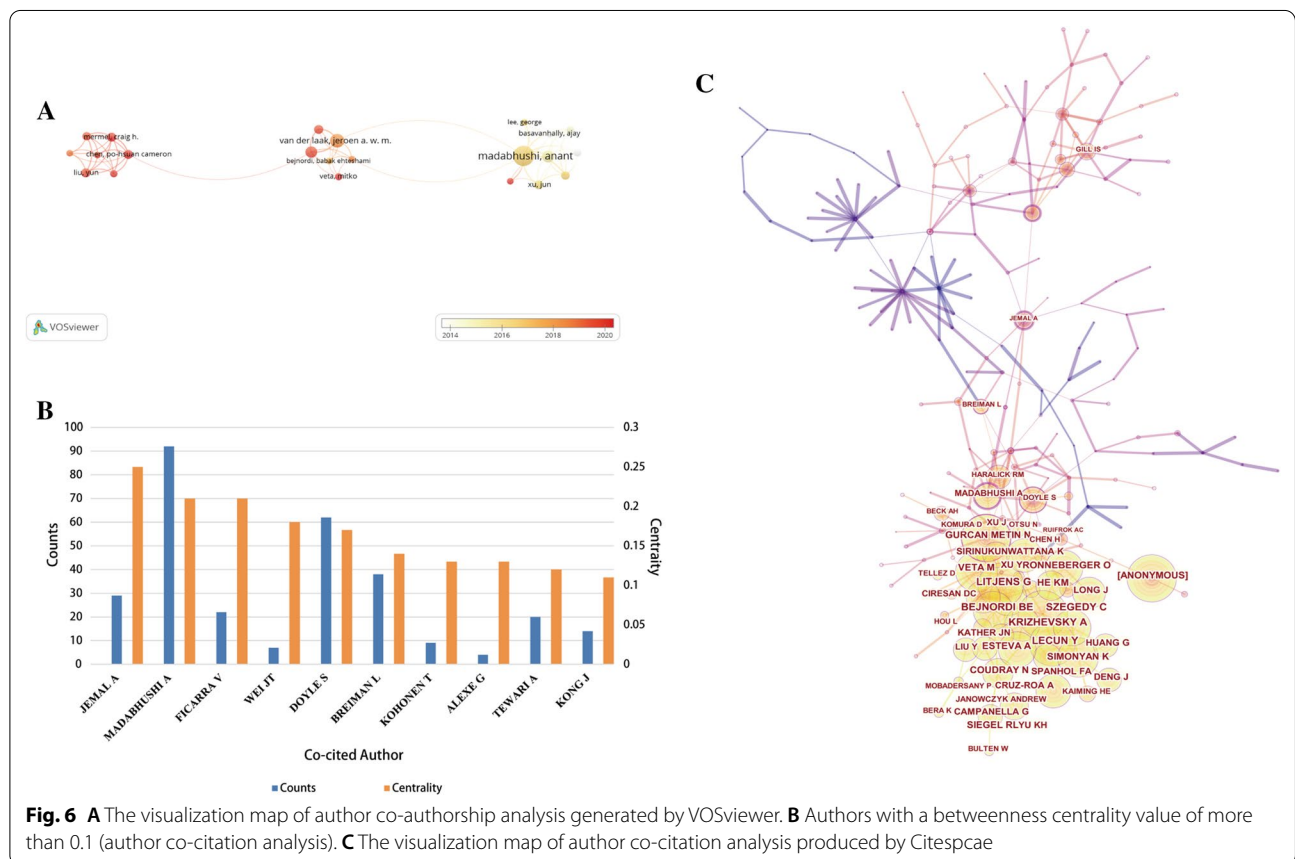 A
mermel, craig h.
chen, po-hsuan cameron
liu, yun
van der laak, jeroen a. w. m.
bejnordi, babak ehteshami
veta, mitko
lee, george
basavanhally, ajay
madabhushi, anant
xu, jun
VOSviewer
2014 2016 2018 2020
B
100
90
80
70
60
50
40
30
20
10
0
Counts
0.3
0.25
0.2
0.15
0.1
0.05
0
Centrality
JEMAL A
MADABHUSHI A
FICARRA V
WEI JT
DOYLE S
BREIMAN L
KOHONEN T
ALEXE G
TEWARI A
KONG J
Co-cited Author
Counts Centrality
C
GILL IS
JEMAL A
BREIMAN L
HARALICK RM
MADABHUSHI A
DOYLE S
BECK AH
KOMURA D
XU J
OTSU N
RUIFROK AC
GURCAN METIN N
CHEN H
SIRINUKUNWATTANA K
VETA M
XU Y
RONNEBERGER O
TELLEZ D
LITJENS G
HE KM
LONG J
[ANONYMOUS]
CIRESAN DC
BEJNORDI BE
SZEGEDY C
HOU L
KRIZHEVSKY A
KATHER JN
LECUN Y
LIU Y
ESTEVA A
HUANG G
SIMONYAN K
COUDRAY N
SPANHOL FA
DENG J
MOBADERSANY P
CRUZ-ROA A
KAIMING HE
JANOWCZYK ANDREW
BERA K
CAMPANELLA G
SIEGEL RL
YU KH
BULTEN W
Fig. 6 A The visualization map of author co-authorship analysis generated by VOSviewer. B Authors with a betweenness centrality value of more
than 0.1 (author co-citation analysis). C The visualization map of author co-citation analysis produced by Citespcae